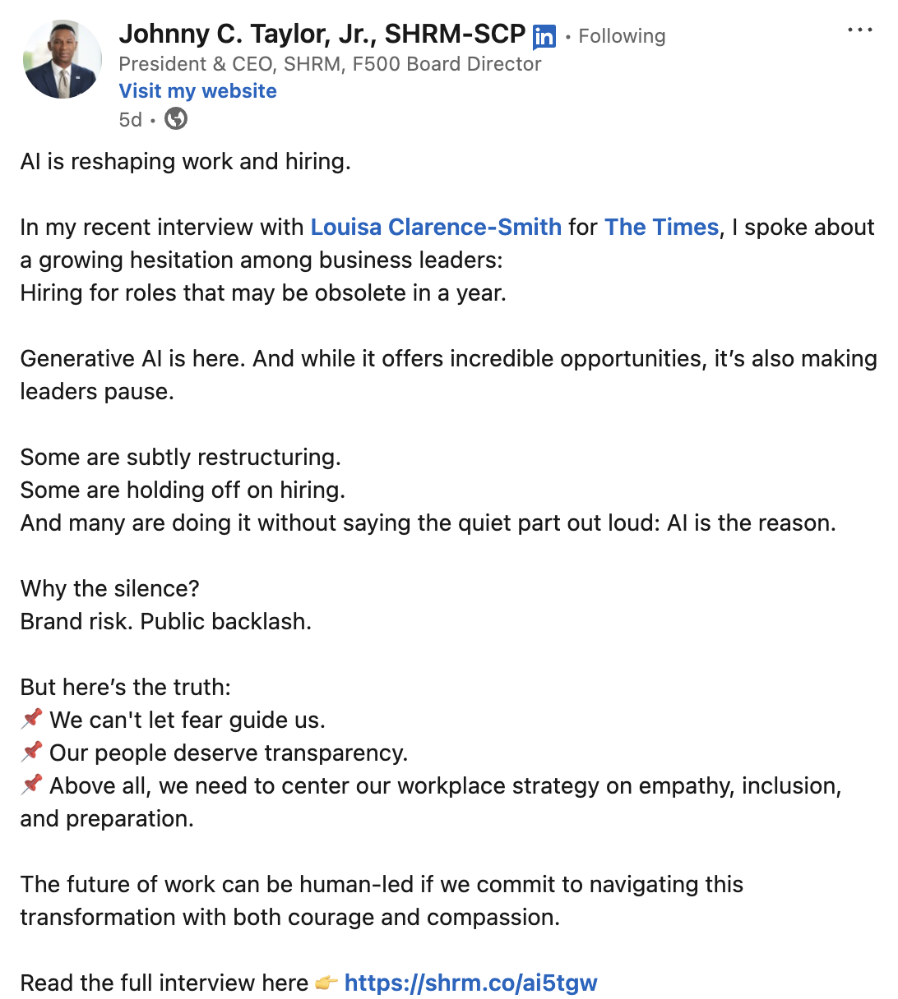 Johnny C. Taylor, Jr., SHRM-SCP in • Following
President & CEO, SHRM, F500 Board Director
Visit my website
5d •
AI is reshaping work and hiring.
In my recent interview with Louisa Clarence-Smith for The Times, I spoke about
a growing hesitation among business leaders:
Hiring for roles that may be obsolete in a year.
Generative AI is here. And while it offers incredible opportunities, it’s also making
leaders pause.
Some are subtly restructuring.
Some are holding off on hiring.
And many are doing it without saying the quiet part out loud: AI is the reason.
Why the silence?
Brand risk. Public backlash.
But here’s the truth:
📌 We can't let fear guide us.
📌 Our people deserve transparency.
📌 Above all, we need to center our workplace strategy on empathy, inclusion,
and preparation.
The future of work can be human-led if we commit to navigating this
transformation with both courage and compassion.
Read the full interview here 👉 https://shrm.co/ai5tgw